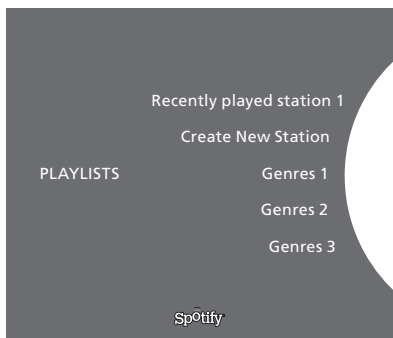 Recently played station 1
Create New Station
PLAYLISTS Genres 1
Genres 2
Genres 3
Spotify